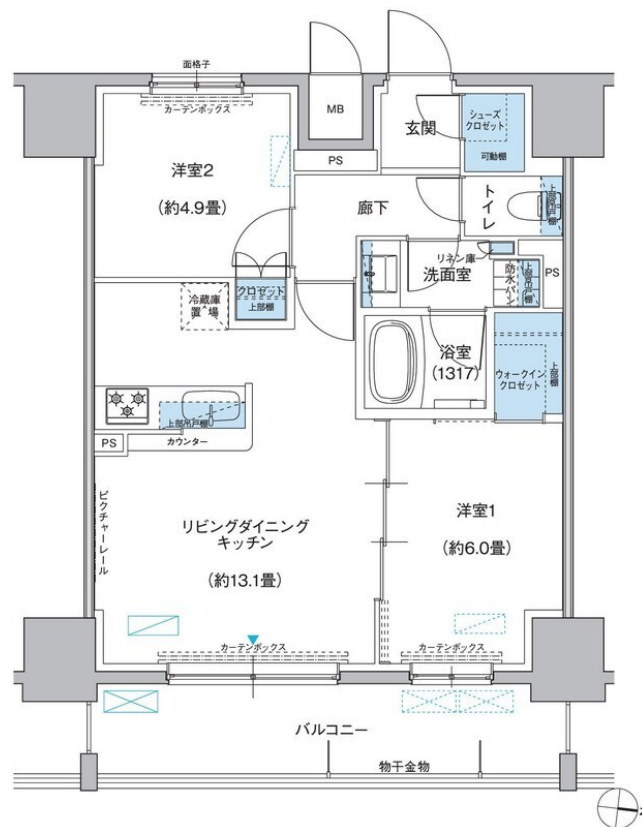 面格子
カーテンボックス
MB
玄関
シューズ
クロゼット
可動棚
PS
洋室2
(約4.9畳)
廊下
トイレ
上部吊戸棚
リネン庫
洗面室
防水パン
上部吊戸棚
PS
クロゼット
上部棚
冷蔵庫
置場
浴室
(1317)
ウォークイン
クロゼット
上部棚
上部吊戸棚
PS
カウンター
ピクチャーレール
リビングダイニング
キッチン
(約13.1畳)
洋室1
(約6.0畳)
カーテンボックス
カーテンボックス
バルコニー
物干金物